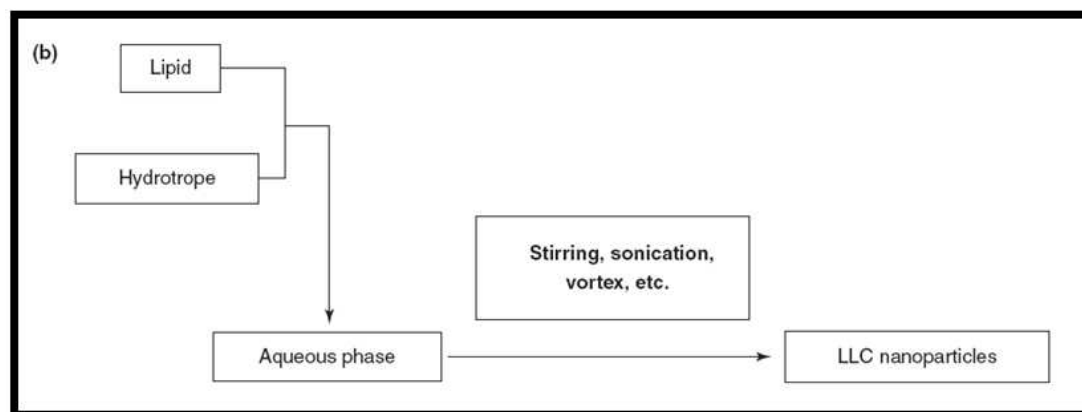 (b)
Lipid
Hydrotrope
Stirring, sonication,
vortex, etc.
Aqueous phase
LLC nanoparticles